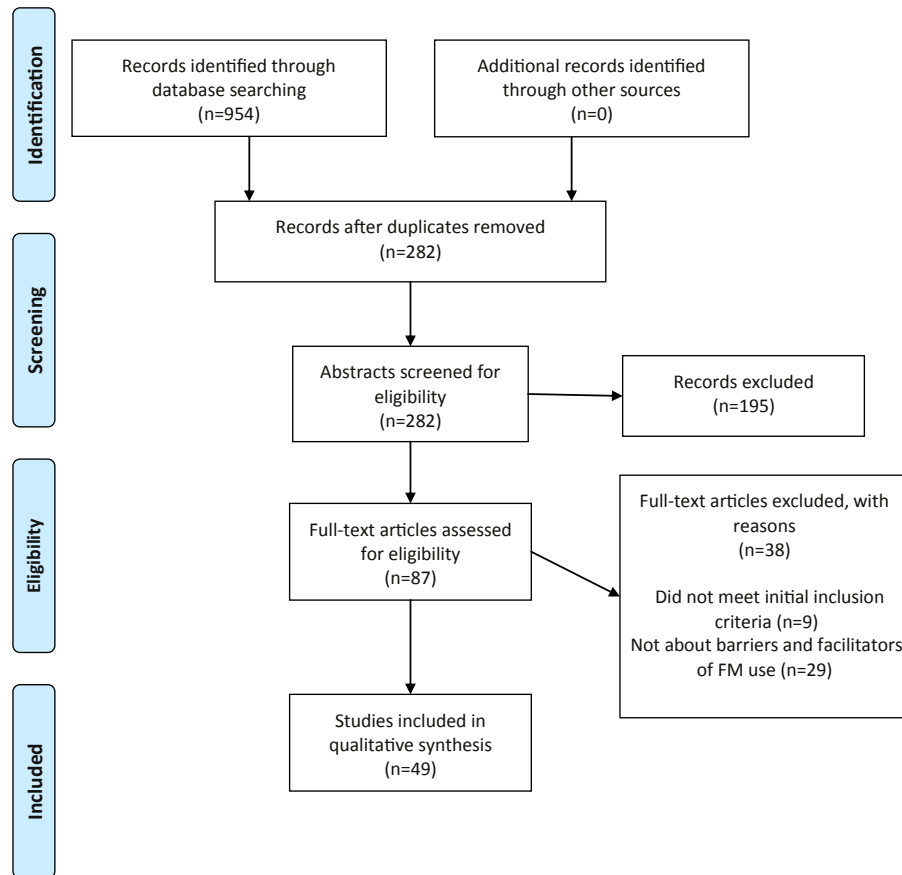 Identification
Records identified through
database searching
(n=954)
Additional records identified
through other sources
(n=0)
Screening
Records after duplicates removed
(n=282)
Abstracts screened for
eligibility
(n=282)
Records excluded
(n=195)
Eligibility
Full-text articles assessed
for eligibility
(n=87)
Full-text articles excluded, with
reasons
(n=38)
Did not meet initial inclusion
criteria (n=9)
Not about barriers and facilitators
of FM use (n=29)
Included
Studies included in
qualitative synthesis
(n=49)